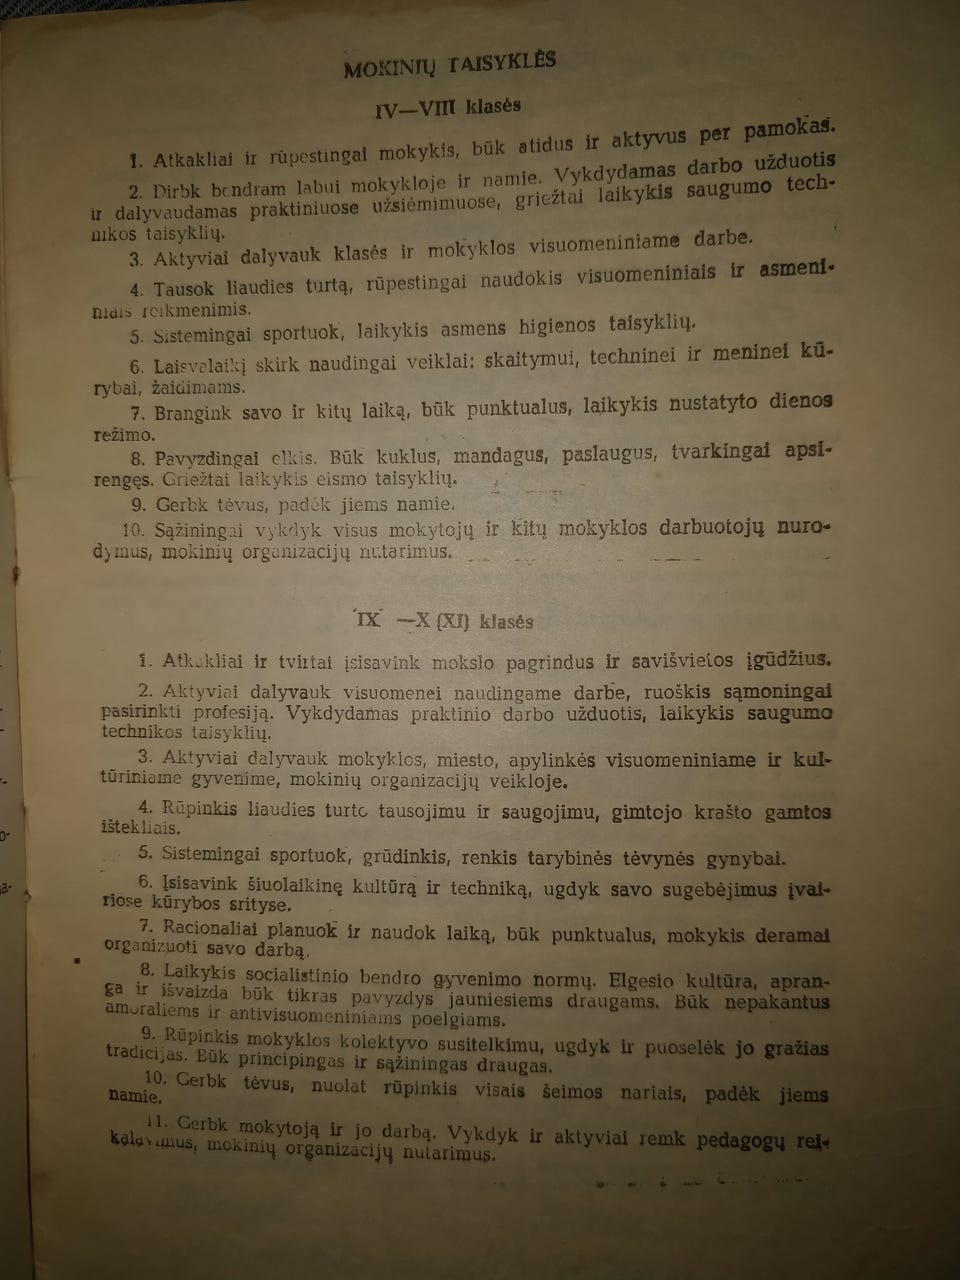 MOKINIŲ TAISYKLĖS
IV—VIII klasės
1. Atkakliai ir rūpestingai mokykis, būk atidus ir aktyvus per pamokas.
2. Dirbk bendram labui mokykloje ir namie. Vykdydamas darbo užduotis
ir dalyvaudamas praktiniuose užsiėmimuose, griežtai laikykis saugumo tech-
nikos taisyklių.
3. Aktyviai dalyvauk klasės ir mokyklos visuomeniniame darbe.
4. Tausok liaudies turtą, rūpestingai naudokis visuomeniniais ir asmeni-
niais reikmenimis.
5. Sistemingai sportuok, laikykis asmens higienos taisyklių.
6. Laisvalaikį skirk naudingai veiklai: skaitymui, techninei ir meninei kū-
rybai, žaidimams.
7. Brangink savo ir kitų laiką, būk punktualus, laikykis nustatyto dienos
režimo.
8. Pavyzdingai elkis. Būk kuklus, mandagus, paslaugus, tvarkingai apsi-
rengęs. Griežtai laikykis eismo taisyklių.
9. Gerbk tėvus, padėk jiems namie.
10. Sąžiningai vykdyk visus mokytojų ir kitų mokyklos darbuotojų nuro-
dymus, mokinių organizacijų nutarimus.
IX —X (XI) klasės
1. Atkakliai ir tvirtai įsisavink mokslo pagrindus ir savišvietos įgūdžius.
2. Aktyviai dalyvauk visuomenei naudingame darbe, ruoškis sąmoningai
pasirinkti profesiją. Vykdydamas praktinio darbo užduotis, laikykis saugumo
technikos taisyklių.
3. Aktyviai dalyvauk mokyklos, miesto, apylinkės visuomeniniame ir kul-
tūriniame gyvenime, mokinių organizacijų veikloje.
4. Rūpinkis liaudies turto tausojimu ir saugojimu, gimtojo krašto gamtos
ištekliais.
5. Sistemingai sportuok, grūdinkis, renkis tarybinės tėvynės gynybai.
6. Įsisavink šiuolaikinę kultūrą ir techniką, ugdyk savo sugebėjimus įvai-
riose kūrybos srityse.
7. Racionaliai planuok ir naudok laiką, būk punktualus, mokykis deramai
organizuoti savo darbą.
8. Laikykis socialistinio bendro gyvenimo normų. Elgesio kultūra, apran-
ga ir išvaizda būk tikras pavyzdys jauniesiems draugams. Būk nepakantus
amoraliems ir antivisuomeniniams poelgiams.
9. Rūpinkis mokyklos kolektyvo susitelkimu, ugdyk ir puoselėk jo gražias
tradicijas. Būk principingas ir sąžiningas draugas.
10. Gerbk tėvus, nuolat rūpinkis visais šeimos nariais, padėk jiems
namie.
11. Gerbk mokytoją ir jo darbą. Vykdyk ir aktyviai remk pedagogų rei-
kalavimus, mokinių organizacijų nutarimus.